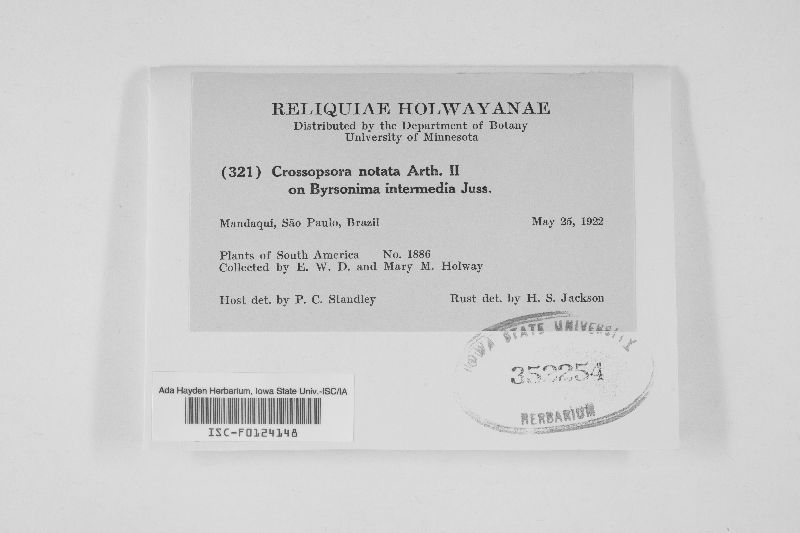 RELIQUIAE HOLWAYANAE
Distributed by the Department of Botany
University of Minnesota
(321) Crossopsora notata Arth. II
on Byrsonima intermedia Juss.
Mandaquí, São Paulo, Brazil May 25, 1922
Plants of South America No. 1886
Collected by E. W. D. and Mary M. Holway
Host det. by P. C. Standley Rust det. by H. S. Jackson
IOWA STATE UNIVERSITY
352254
HERBARIUM
Ada Hayden Herbarium, Iowa State Univ.-ISC/IA
ISC-F0124148